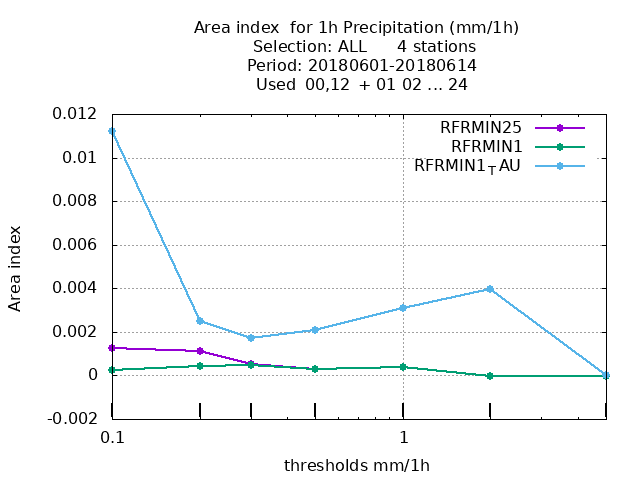 Area index  for 1h Precipitation (mm/1h)
Selection: ALL      4 stations
Period: 20180601-20180614
Used  00,12  + 01 02 ... 24
RFRMIN25
RFRMIN1
RFRMIN1TAU
0.012
0.01
0.008
0.006
0.004
0.002
0
-0.002
Area index
0.1
1
thresholds mm/1h